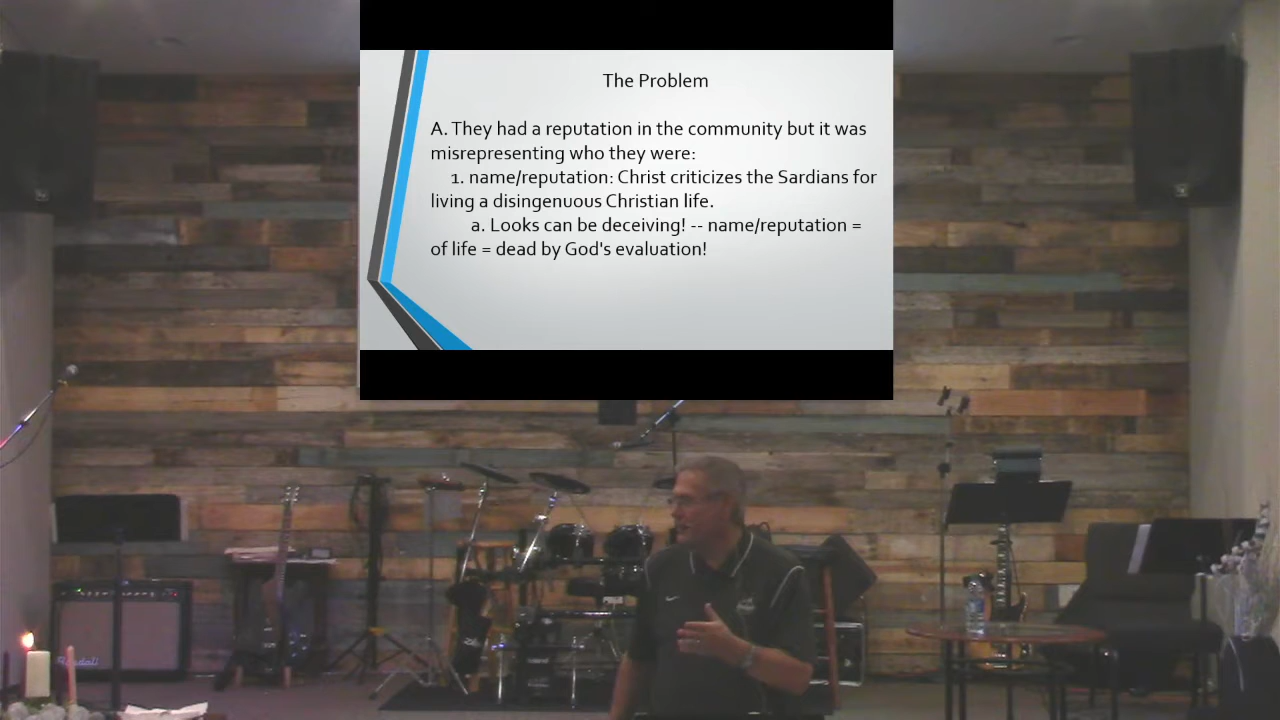 The Problem
A. They had a reputation in the community but it was
misrepresenting who they were:
1. name/reputation: Christ criticizes the Sardians for
living a disingenuous Christian life.
a. Looks can be deceiving! -- name/reputation =
of life = dead by God's evaluation!
Randall